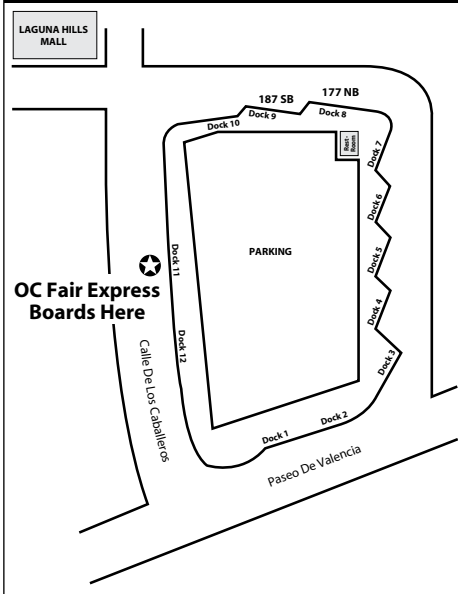 LAGUNA HILLS
MALL
187 SB
177 NB
Dock 10
Dock 9
Dock 8
Rest-
Room
Dock 7
Dock 6
PARKING
Dock 5
Dock 11
OC Fair Express
Boards Here
Dock 4
Dock 12
Dock 3
Calle De Los Caballeros
Dock 2
Dock 1
Paseo De Valencia